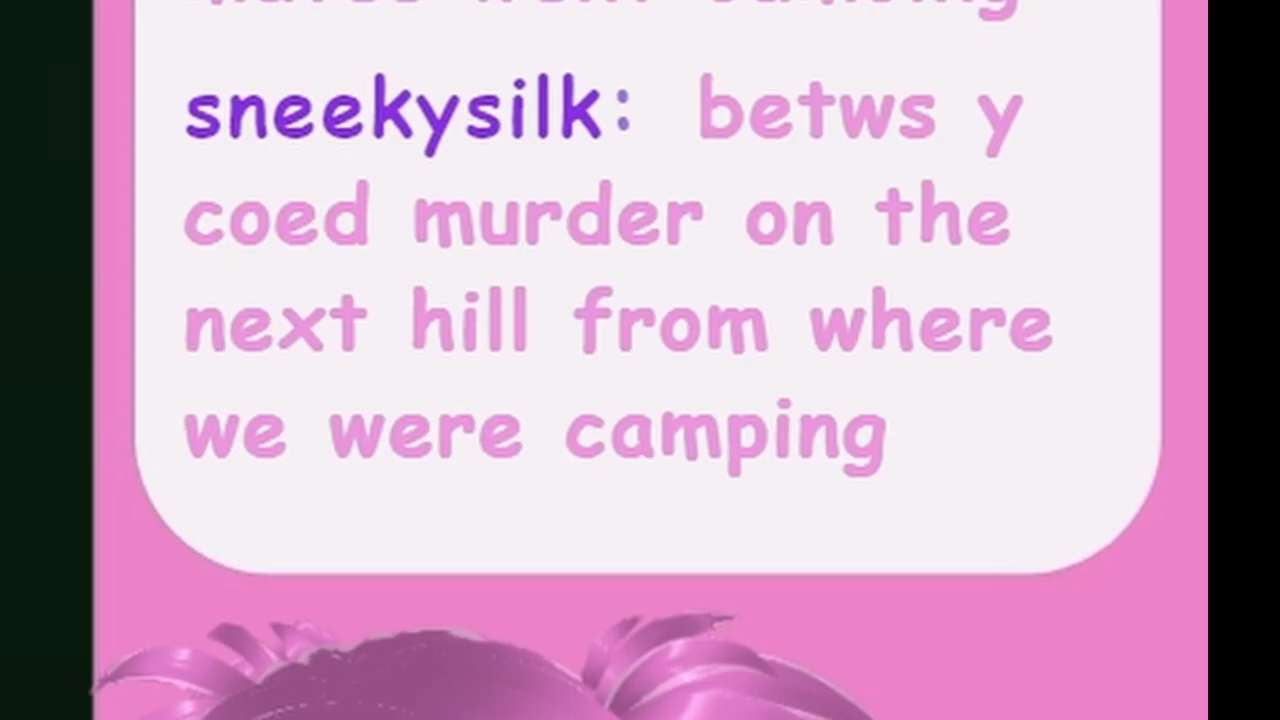 sneekysilk: betws y
coed murder on the
next hill from where
we were camping